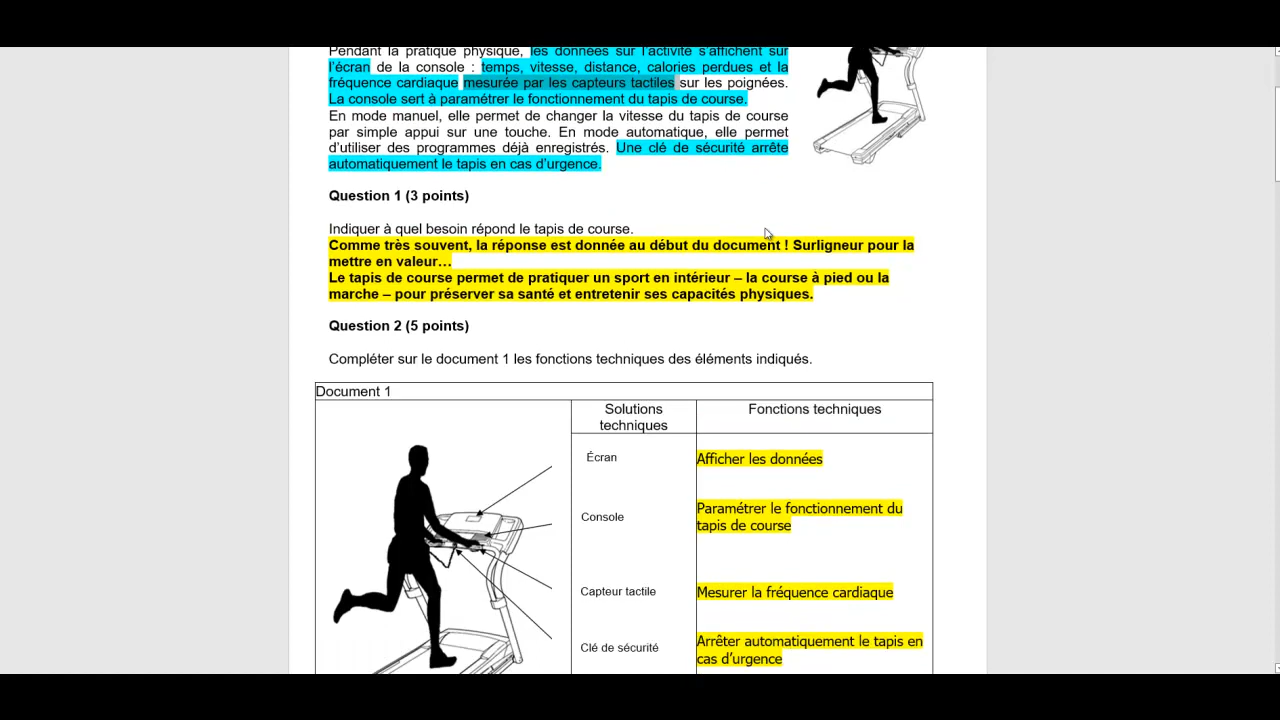 Pendant la pratique physique, les données sur l'activité s'affichent sur
l'écran de la console : temps, vitesse, distance, calories perdues et la
fréquence cardiaque mesurée par les capteurs tactiles sur les poignées.
La console sert à paramétrer le fonctionnement du tapis de course.
En mode manuel, elle permet de changer la vitesse du tapis de course
par simple appui sur une touche. En mode automatique, elle permet
d'utiliser des programmes déjà enregistrés. Une clé de sécurité arrête
automatiquement le tapis en cas d'urgence.
Question 1 (3 points)
Indiquer à quel besoin répond le tapis de course.
Comme très souvent, la réponse est donnée au début du document ! Surligneur pour la
mettre en valeur…
Le tapis de course permet de pratiquer un sport en intérieur – la course à pied ou la
marche – pour préserver sa santé et entretenir ses capacités physiques.
Question 2 (5 points)
Compléter sur le document 1 les fonctions techniques des éléments indiqués.
Document 1
Solutions
techniques
Fonctions techniques
Écran
Afficher les données
Console
Paramétrer le fonctionnement du
tapis de course
Capteur tactile
Mesurer la fréquence cardiaque
Clé de sécurité
Arrêter automatiquement le tapis en
cas d'urgence